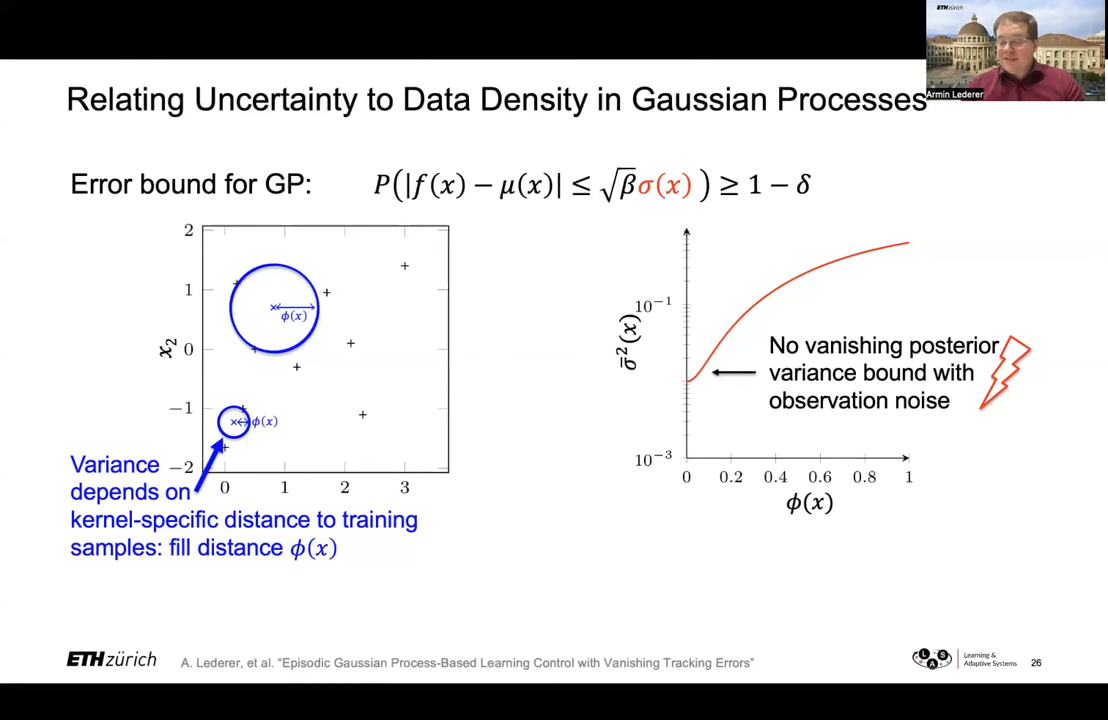 ETHzürich
Armin Lederer
Relating Uncertainty to Data Density in Gaussian Processes
Error bound for GP: P(|f(x) − μ(x)| ≤ √βσ(x)) ≥ 1 − δ
2
1
0
−1
−2
x₂
0 1 2 3
ϕ(x)
ϕ(x)
Variance
depends on
kernel-specific distance to training
samples: fill distance ϕ(x)
σ̄²(x)
10⁻¹
10⁻³
0 0.2 0.4 0.6 0.8 1
ϕ(x)
No vanishing posterior
variance bound with
observation noise
ETHzürich
A. Lederer, et al. "Episodic Gaussian Process-Based Learning Control with Vanishing Tracking Errors"
L A S
Learning &
Adaptive Systems
26